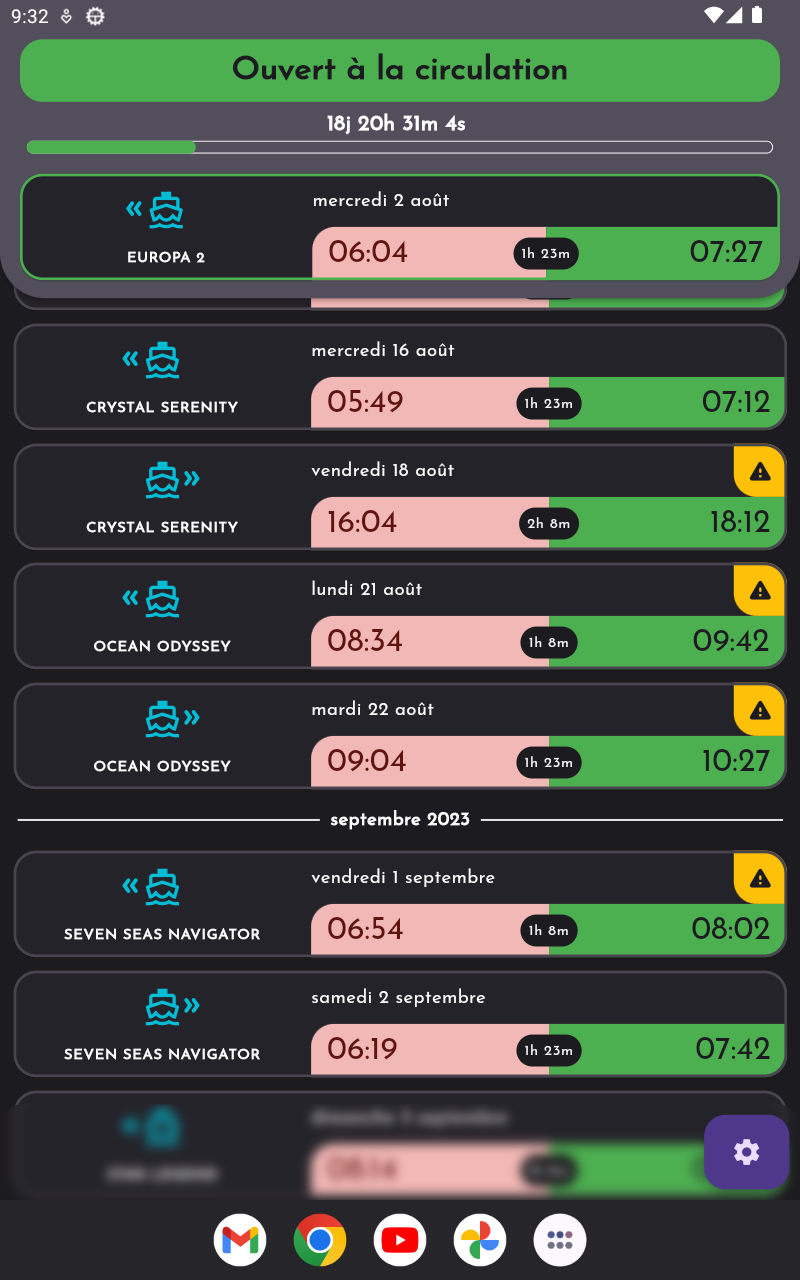 9:32
Ouvert à la circulation
18j 20h 31m 4s
mercredi 2 août
EUROPA 2
06:04 1h 23m 07:27
mercredi 16 août
CRYSTAL SERENITY
05:49 1h 23m 07:12
vendredi 18 août
CRYSTAL SERENITY
16:04 2h 8m 18:12
lundi 21 août
OCEAN ODYSSEY
08:34 1h 8m 09:42
mardi 22 août
OCEAN ODYSSEY
09:04 1h 23m 10:27
septembre 2023
vendredi 1 septembre
SEVEN SEAS NAVIGATOR
06:54 1h 8m 08:02
samedi 2 septembre
SEVEN SEAS NAVIGATOR
06:19 1h 23m 07:42